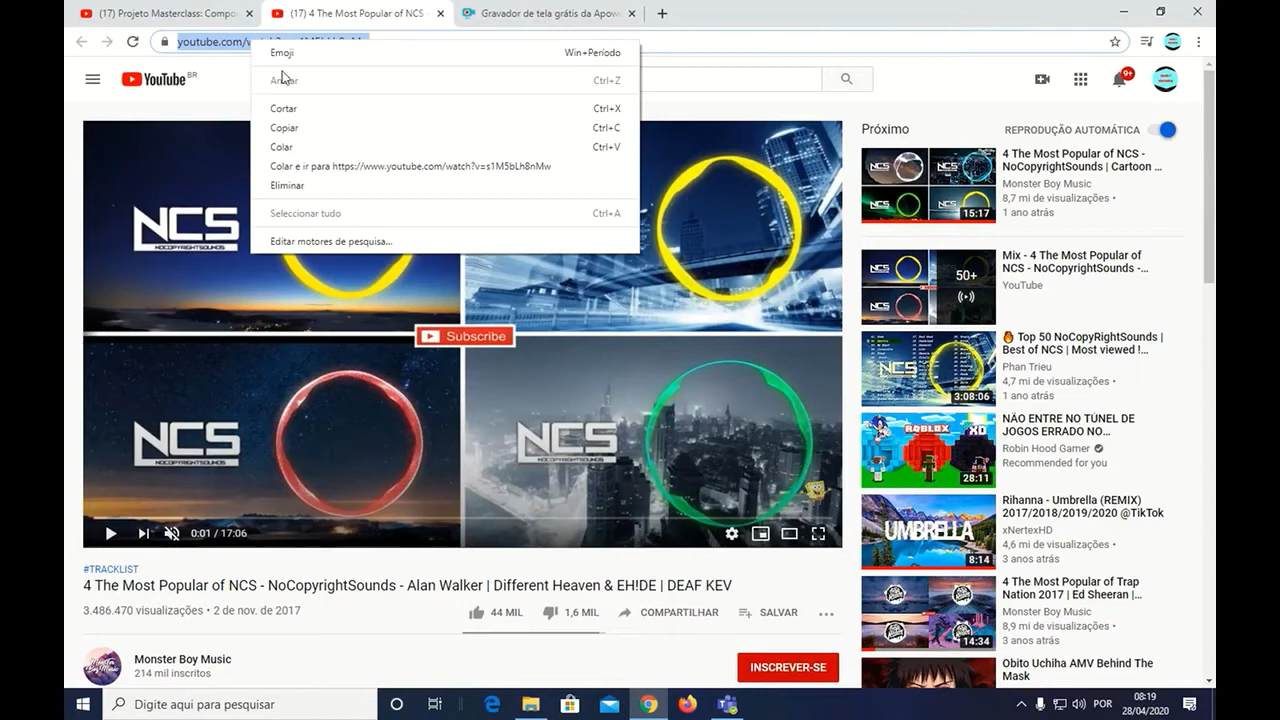 (17) Projeto Masterclass: Compo
(17) 4 The Most Popular of NCS -
Gravador de tela grátis da Apow
youtube.com/w
Emoji Win+Período
Ctrl+Z
Cortar Ctrl+X
Copiar Ctrl+C
Colar Ctrl+V
Colar e ir para https://www.youtube.com/watch?v=s1M5bLh8nMw
Eliminar
Seleccionar tudo Ctrl+A
Editar motores de pesquisa...
YouTube BR
9+
NCS
NOCOPYRIGHTSOUNDS
Subscribe
NCS
NOCOPYRIGHTSOUNDS
NCS
NOCOPYRIGHTSOUNDS
0:01 / 17:06
#TRACKLIST
4 The Most Popular of NCS - NoCopyrightSounds - Alan Walker | Different Heaven & EH!DE | DEAF KEV
3.486.470 visualizações • 2 de nov. de 2017
44 MIL
1,6 MIL
COMPARTILHAR
SALVAR
Monster Boy Music
214 mil inscritos
INSCREVER-SE
Próximo
REPRODUÇÃO AUTOMÁTICA
NCS
15:17
4 The Most Popular of NCS - NoCopyrightSounds | Cartoon ...
Monster Boy Music
8,7 mi de visualizações •
1 ano atrás
50+
Mix - 4 The Most Popular of
NCS - NoCopyrightSounds -...
YouTube
NCS
3:08:06
🔥 Top 50 NoCopyRightSounds |
Best of NCS | Most viewed !...
Phan Trieu
4,7 mi de visualizações •
1 ano atrás
ROBLOX XD
28:11
NÃO ENTRE NO TÚNEL DE
JOGOS ERRADO NO...
Robin Hood Gamer
Recommended for you
UMBRELLA
8:14
Rihanna - Umbrella (REMIX)
2017/2018/2019/2020 @TikTok
xNertexHD
4,6 mi de visualizações •
3 anos atrás
14:34
4 The Most Popular of Trap
Nation 2017 | Ed Sheeran |...
Monster Boy Music
8,9 mi de visualizações •
3 anos atrás
Obito Uchiha AMV Behind The
Mask
Digite aqui para pesquisar
POR
08:19
28/04/2020